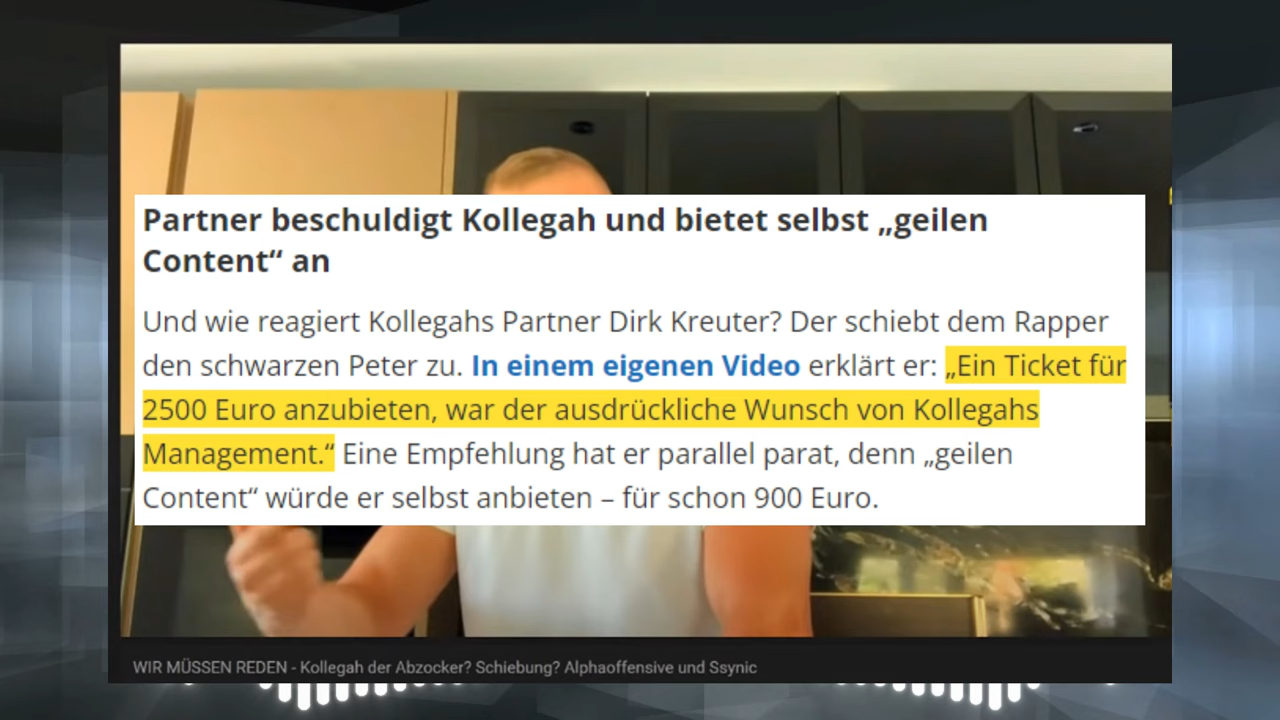 Partner beschuldigt Kollegah und bietet selbst „geilen
Content“ an
Und wie reagiert Kollegahs Partner Dirk Kreuter? Der schiebt dem Rapper
den schwarzen Peter zu. In einem eigenen Video erklärt er: „Ein Ticket für
2500 Euro anzubieten, war der ausdrückliche Wunsch von Kollegahs
Management.“ Eine Empfehlung hat er parallel parat, denn „geilen
Content“ würde er selbst anbieten – für schon 900 Euro.
WIR MÜSSEN REDEN - Kollegah der Abzocker? Schiebung? Alphaoffensive und Ssynic